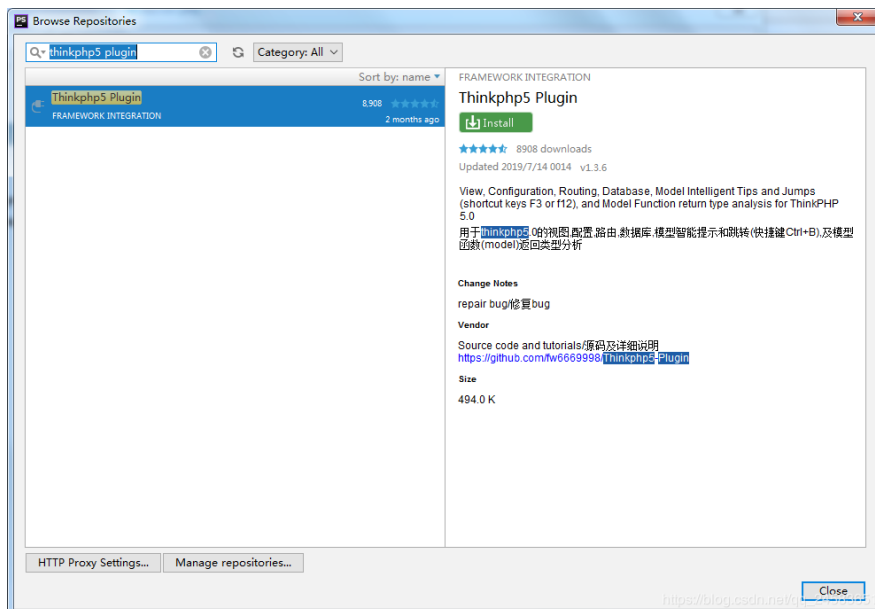 PS Browse Repositories
thinkphp5 plugin
Category: All
Sort by: name
Thinkphp5 Plugin
8,908
FRAMEWORK INTEGRATION
2 months ago
FRAMEWORK INTEGRATION
Thinkphp5 Plugin
Install
8908 downloads
Updated 2019/7/14 0014 v1.3.6
View, Configuration, Routing, Database, Model Intelligent Tips and Jumps
(shortcut keys F3 or f12), and Model Function return type analysis for ThinkPHP
5.0
用于thinkphp5.0的视图,配置,路由,数据库,模型智能提示和跳转(快捷键Ctrl+B),及模型
函数(model)返回类型分析
Change Notes
repair bug/修复bug
Vendor
Source code and tutorials/源码及详细说明
https://github.com/fw6669998/Thinkphp5-Plugin
Size
494.0 K
HTTP Proxy Settings...
Manage repositories...
Close